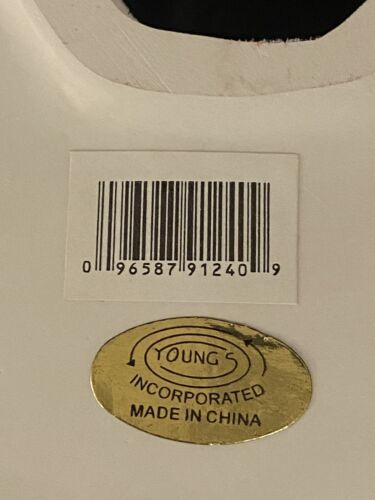 0 96587 91240 9
YOUNG'S
INCORPORATED
MADE IN CHINA